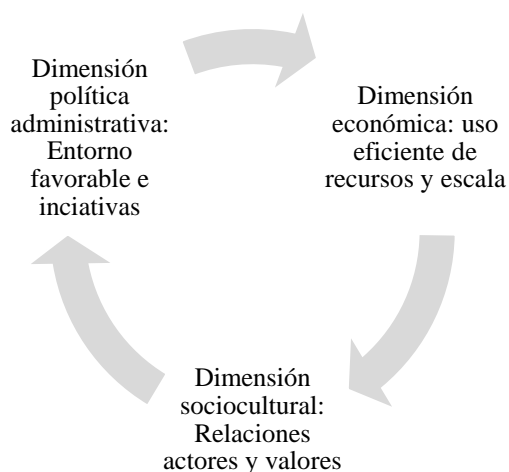 Dimensión
política
administrativa:
Entorno
favorable e
inciativas
Dimensión
económica: uso
eficiente de
recursos y escala
Dimensión
sociocultural:
Relaciones
actores y valores